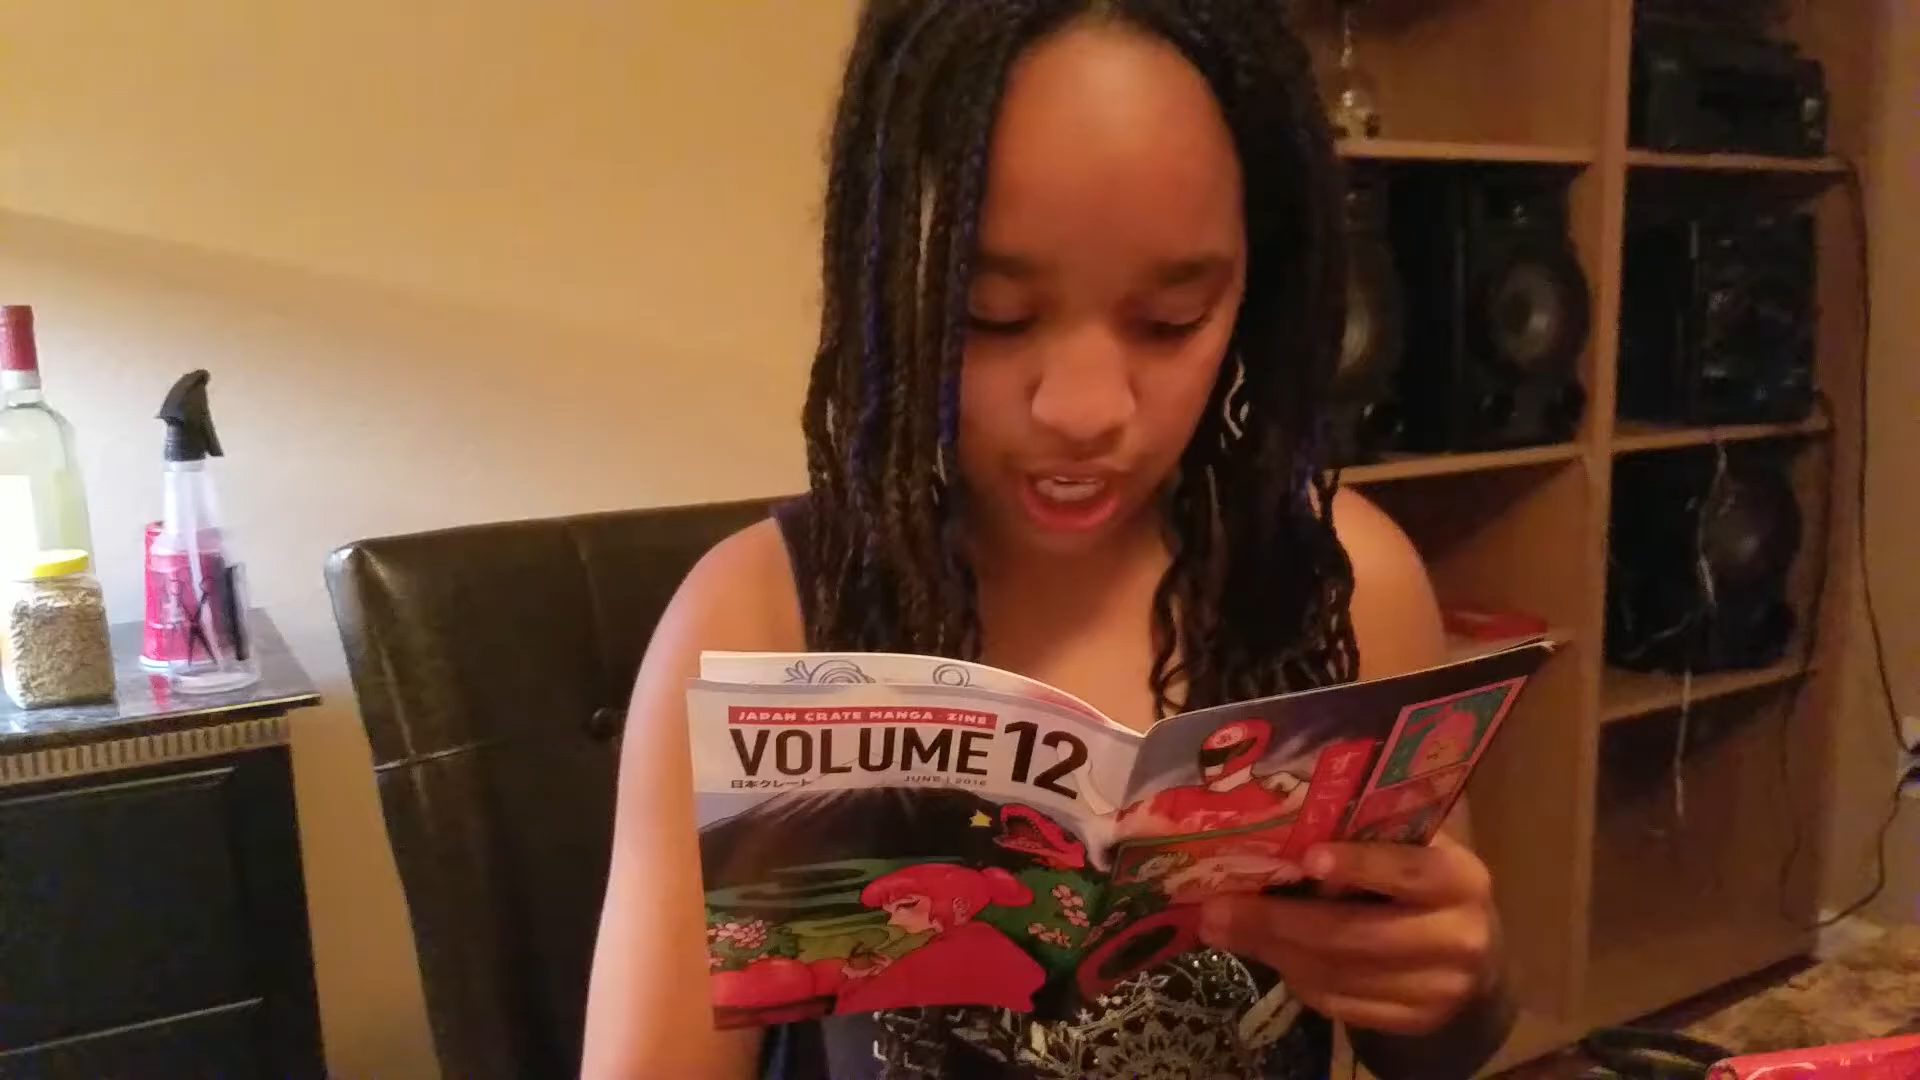 JAPAN CRATE MANGA-ZINE
VOLUME 12
日本クレート
JUNE | 2016